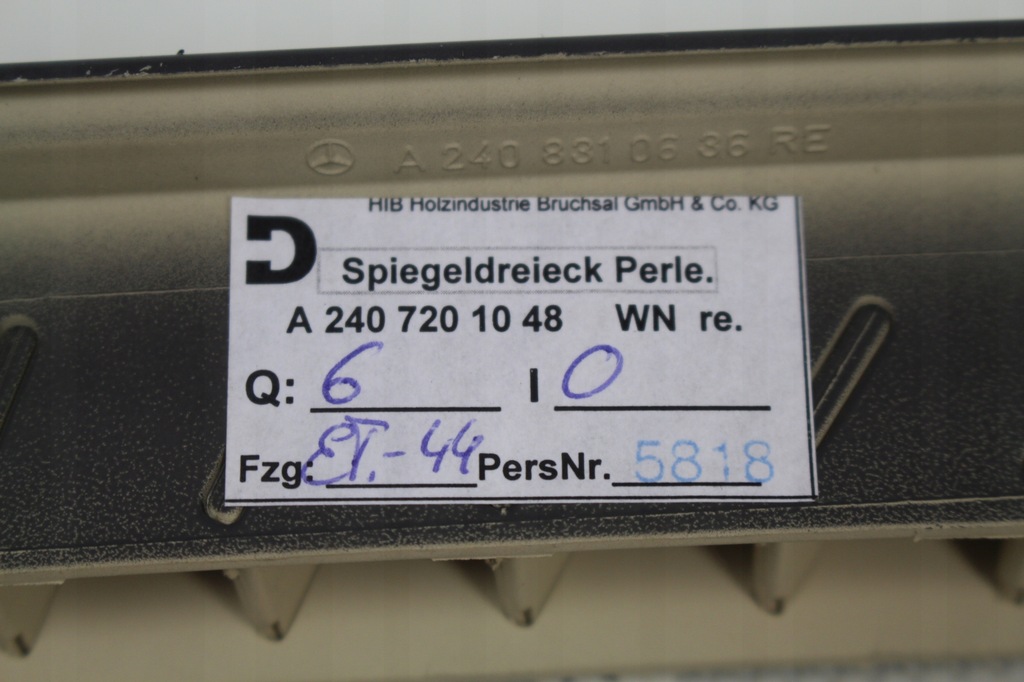 A 240 831 06 36 RE
HIB Holzindustrie Bruchsal GmbH & Co. KG
D
Spiegeldreieck Perle.
A 240 720 10 48 WN re.
Q: 6 I 0
Fzg: ET.-44 PersNr. 5818